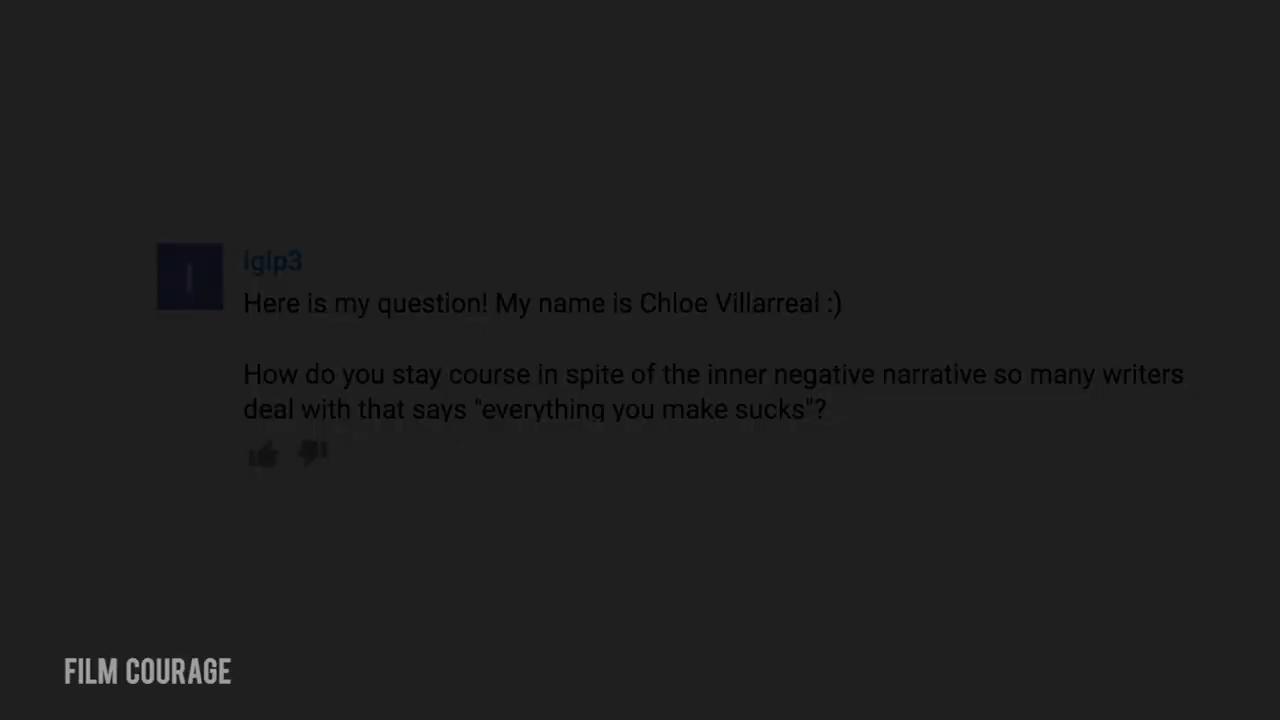 iglp3
Here is my question! My name is Chloe Villarreal :)
How do you stay course in spite of the inner negative narrative so many writers
deal with that says "everything you make sucks"?
FILM COURAGE